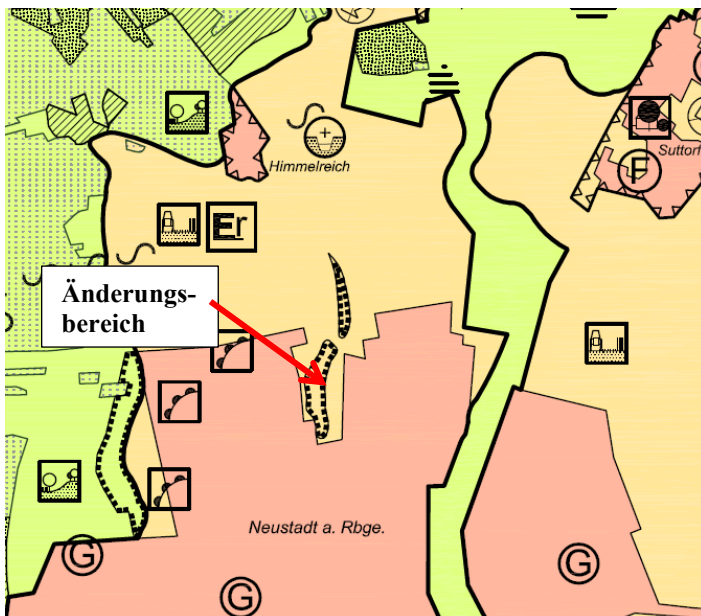 Himmelreich
Suttorf
F
Er
Änderungs-
bereich
Neustadt a. Rbge.
G
G
G